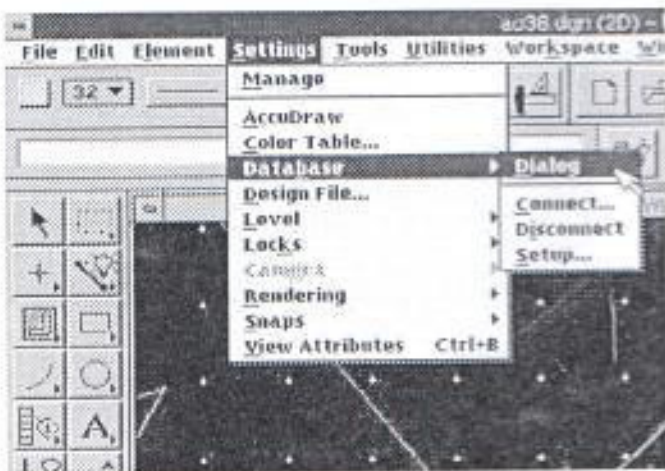 ac38.dgn (2D)
File Edit Element Settings Tools Utilities Workspace
32
Manage
AccuDraw
Color Table...
Database
Dialog
Design File...
Connect...
Level
Disconnect
Locks
Setup...
Camera
Rendering
Snaps
View Attributes Ctrl+B
A